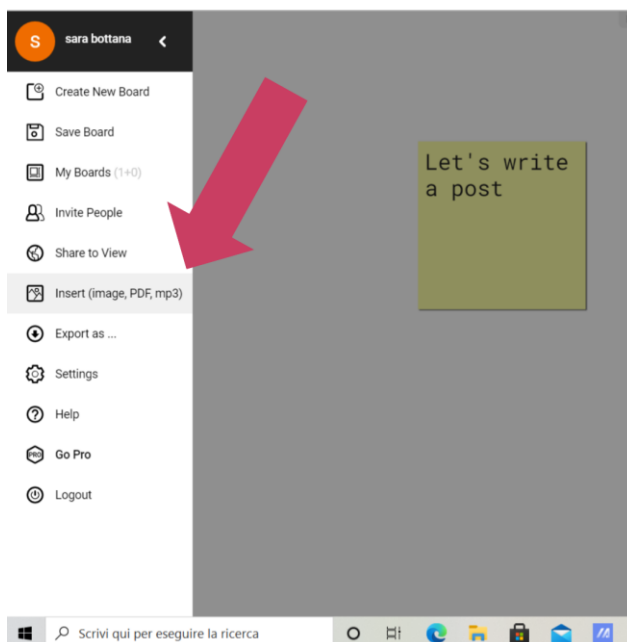 S sara bottana
Create New Board
Save Board
My Boards (1+0)
Invite People
Share to View
Insert (image, PDF, mp3)
Export as ...
Settings
Help
PRO Go Pro
Logout
Let's write
a post
Scrivi qui per eseguire la ricerca